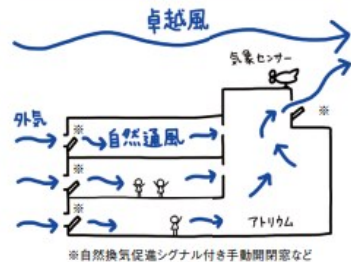 卓越風
気象センサー
※
外気
※
自然通風
※
※
アトリウム
※自然換気促進シグナル付き手動開閉窓など